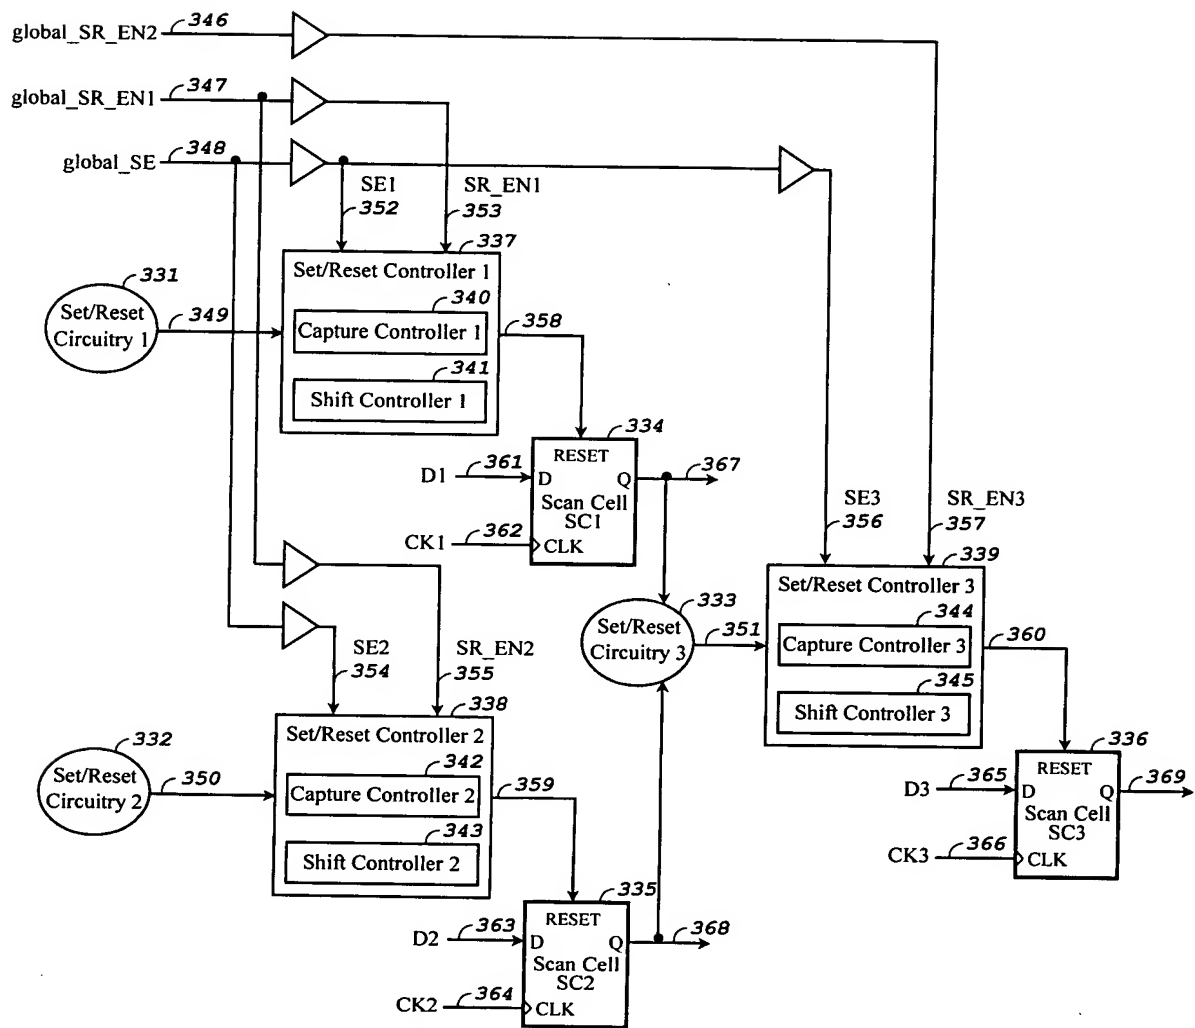 global_SR_EN2 346
global_SR_EN1 347
global_SE 348
SE1 SR_EN1
352 353
337
Set/Reset Controller 1
331
Set/Reset
Circuitry 1
349
340
Capture Controller 1
358
341
Shift Controller 1
334
RESET
D1 361
D Q
367
Scan Cell
SC1
CK1 362
CLK
SE3 SR_EN3
356 357
339
Set/Reset Controller 3
333
Set/Reset
Circuitry 3
351
344
Capture Controller 3
360
345
Shift Controller 3
SE2 SR_EN2
354 355
338
Set/Reset Controller 2
332
Set/Reset
Circuitry 2
350
342
Capture Controller 2
359
343
Shift Controller 2
336
RESET
D3 365
D Q
369
Scan Cell
SC3
CK3 366
CLK
335
RESET
D2 363
D Q
368
Scan Cell
SC2
CK2 364
CLK